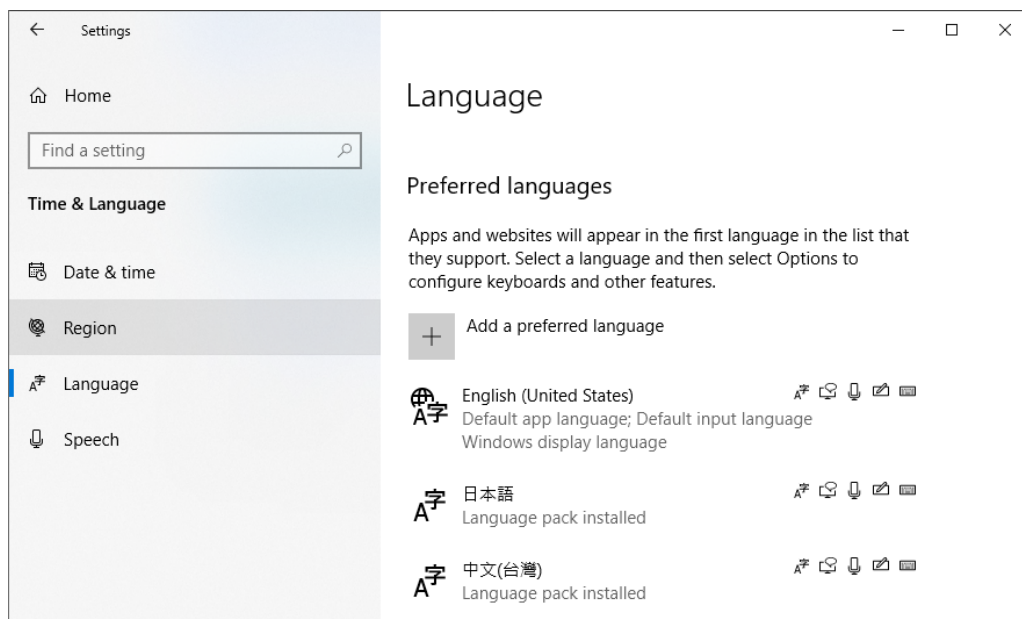 Settings
Home
Find a setting
Time & Language
Date & time
Region
Language
Speech
Language
Preferred languages
Apps and websites will appear in the first language in the list that
they support. Select a language and then select Options to
configure keyboards and other features.
Add a preferred language
English (United States)
Default app language; Default input language
Windows display language
日本語
Language pack installed
中文(台灣)
Language pack installed